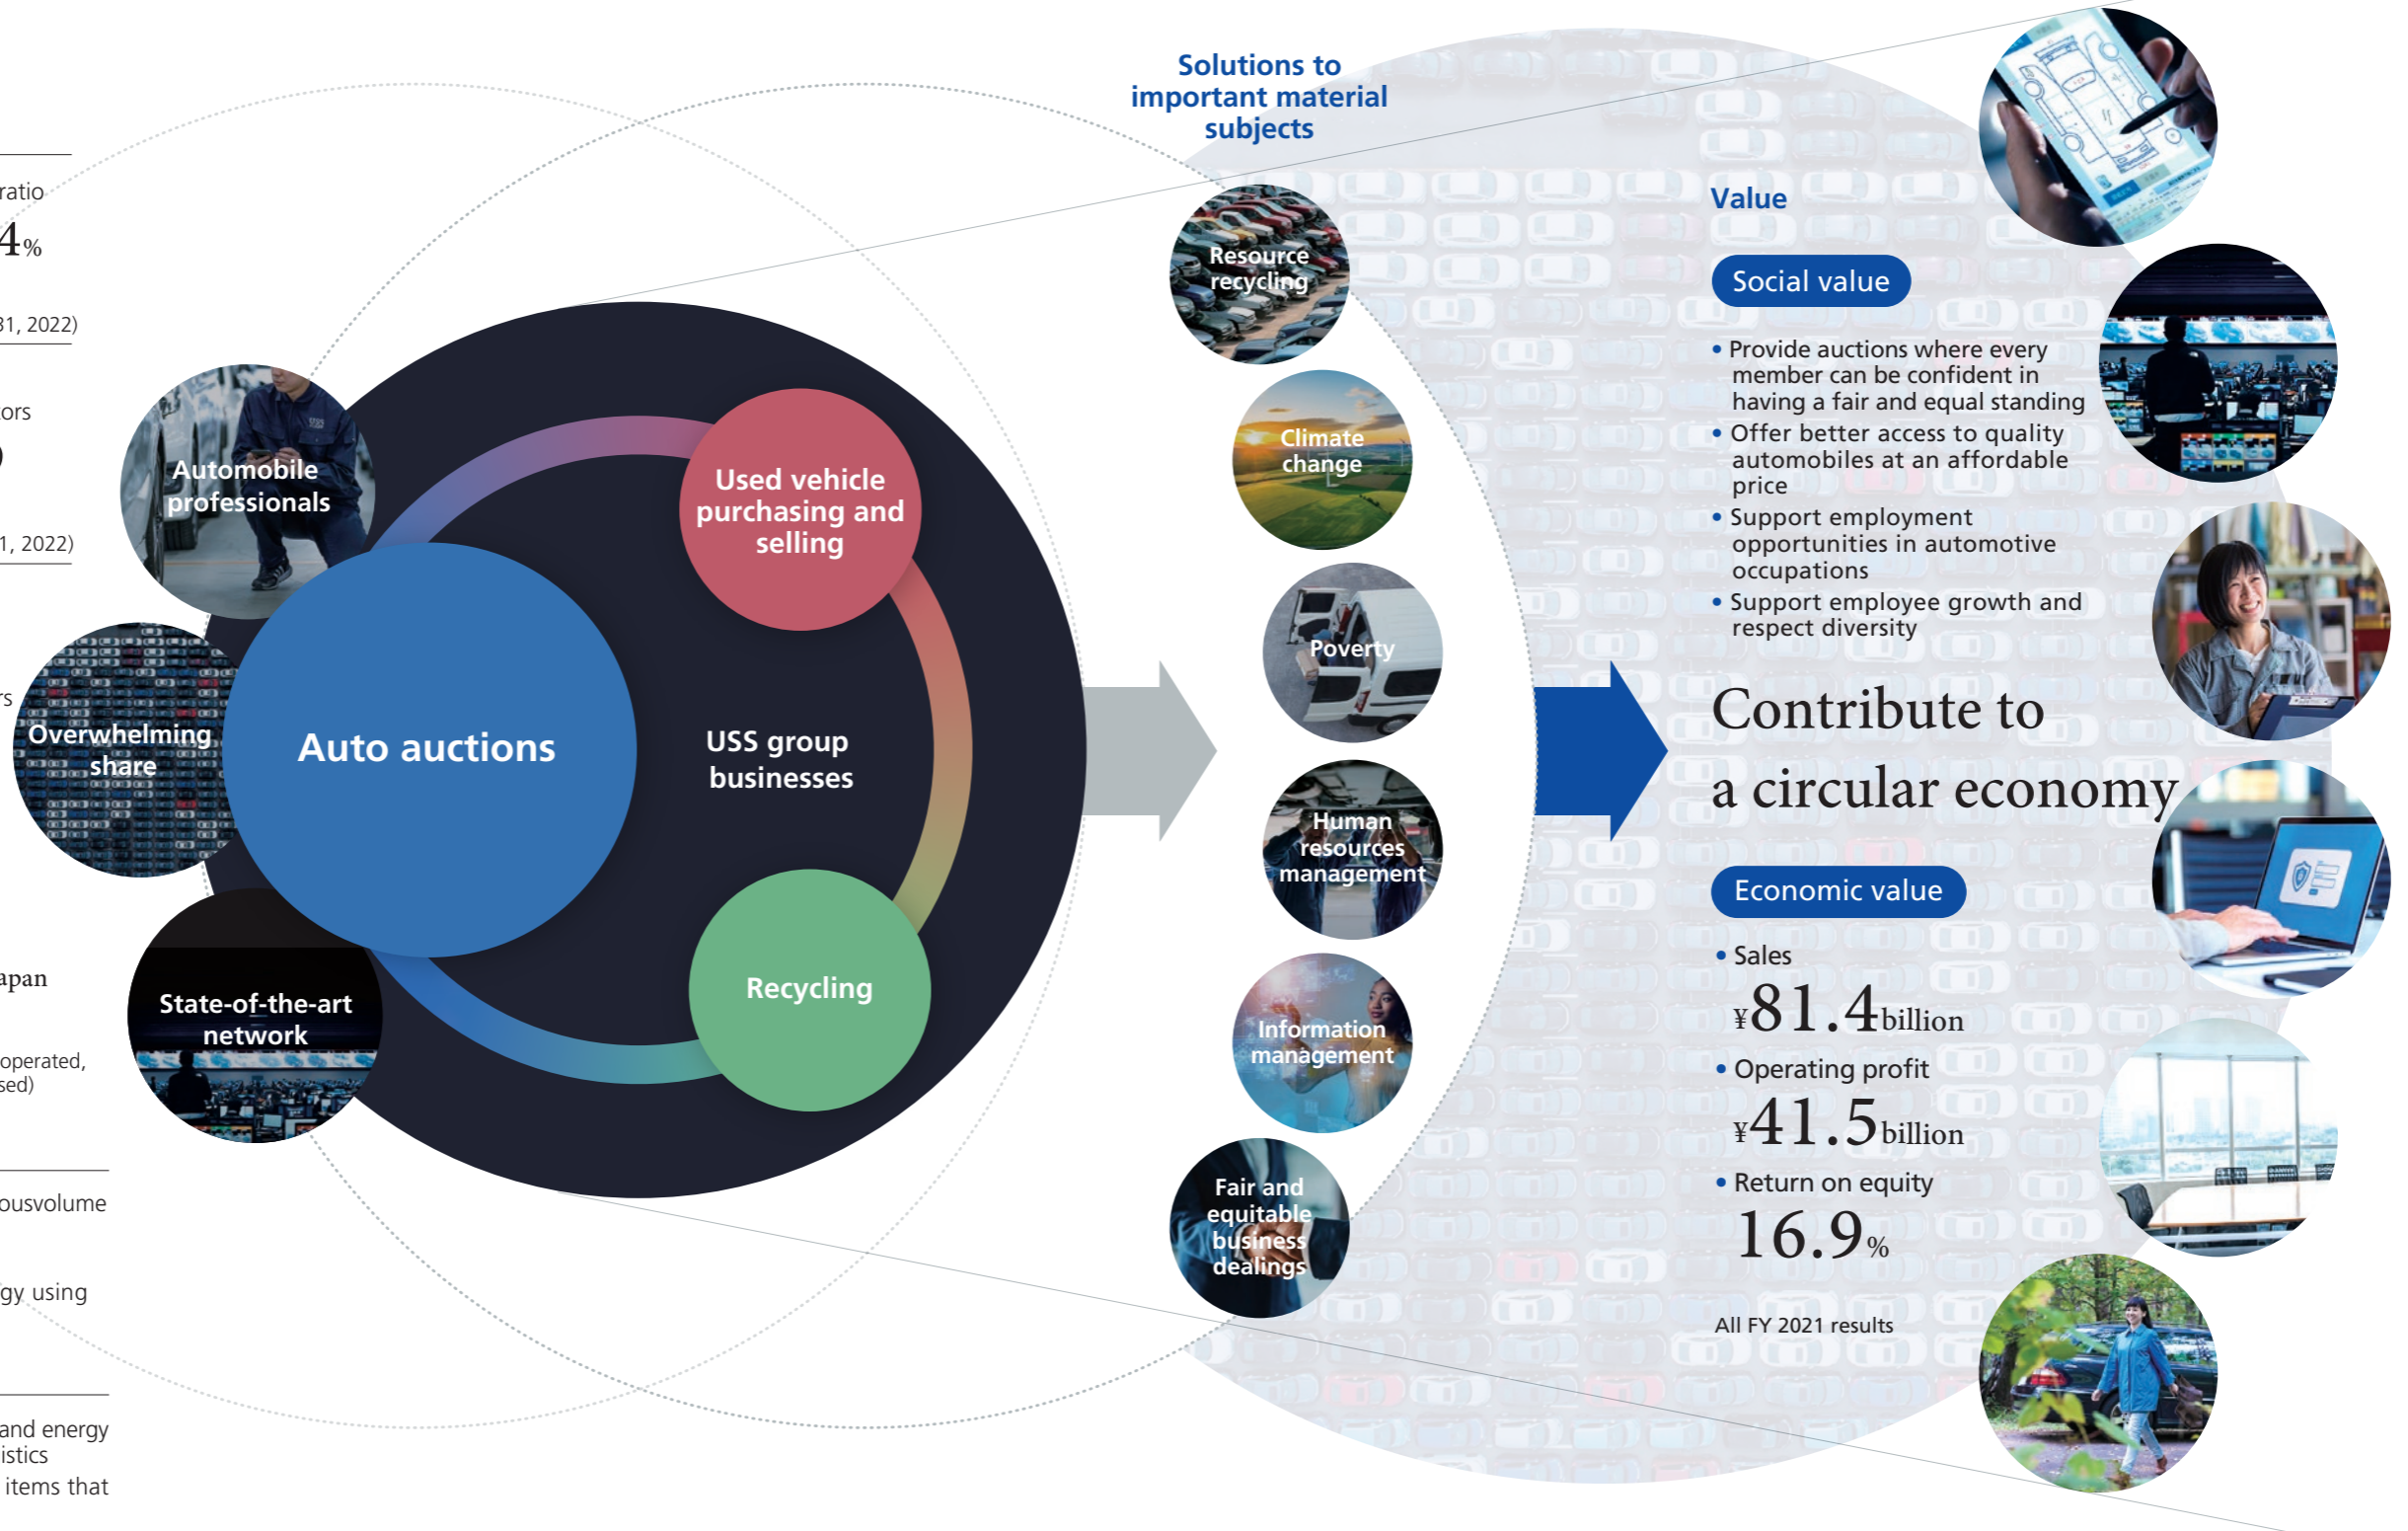 ratio
4%
31, 2022)
tors
)
1, 2022)
rs
apan
operated,
sed)
ousvolume
gy using
and energy
istics
items that
Automobile
professionals
Overwhelming
share
State-of-the-art
network
Auto auctions
Used vehicle
purchasing and
selling
USS group
businesses
Recycling
Solutions to
important material
subjects
Resource
recycling
Climate
change
Poverty
Human
resources
management
Information
management
Fair and
equitable
business
dealings
Value
Social value
• Provide auctions where every
member can be confident in
having a fair and equal standing
• Offer better access to quality
automobiles at an affordable
price
• Support employment
opportunities in automotive
occupations
• Support employee growth and
respect diversity
Contribute to
a circular economy
Economic value
• Sales
¥81.4 billion
• Operating profit
¥41.5 billion
• Return on equity
16.9%
All FY 2021 results